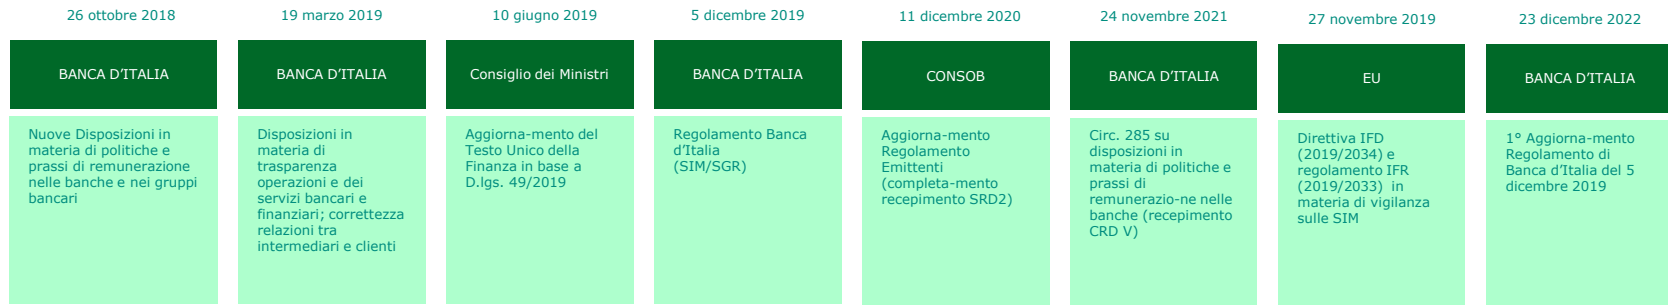 26 ottobre 2018
BANCA D'ITALIA
Nuove Disposizioni in
materia di politiche e
prassi di remunerazione
nelle banche e nei gruppi
bancari
19 marzo 2019
BANCA D'ITALIA
Disposizioni in
materia di
trasparenza
operazioni e dei
servizi bancari e
finanziari; correttezza
relazioni tra
intermediari e clienti
10 giugno 2019
Consiglio dei Ministri
Aggiorna-mento del
Testo Unico della
Finanza in base a
D.lgs. 49/2019
5 dicembre 2019
BANCA D'ITALIA
Regolamento Banca
d'Italia
(SIM/SGR)
11 dicembre 2020
CONSOB
Aggiorna-mento
Regolamento
Emittenti
(completa-mento
recepimento SRD2)
24 novembre 2021
BANCA D'ITALIA
Circ. 285 su
disposizioni in
materia di politiche e
prassi di
remunerazio-ne nelle
banche (recepimento
CRD V)
27 novembre 2019
EU
Direttiva IFD
(2019/2034) e
regolamento IFR
(2019/2033) in
materia di vigilanza
sulle SIM
23 dicembre 2022
BANCA D'ITALIA
1° Aggiorna-mento
Regolamento di
Banca d'Italia del 5
dicembre 2019